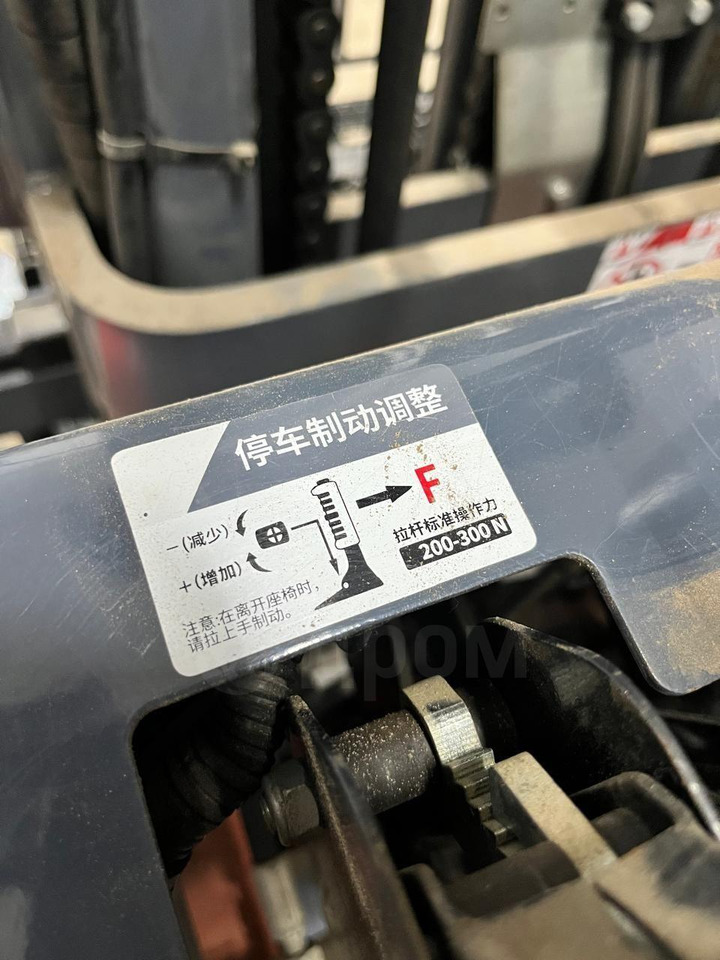 停车制动调整
F
-(减少)
+(增加)
拉杆标准操作力
200-300 N
注意:在离开座椅时，
请拉上手制动。
ром